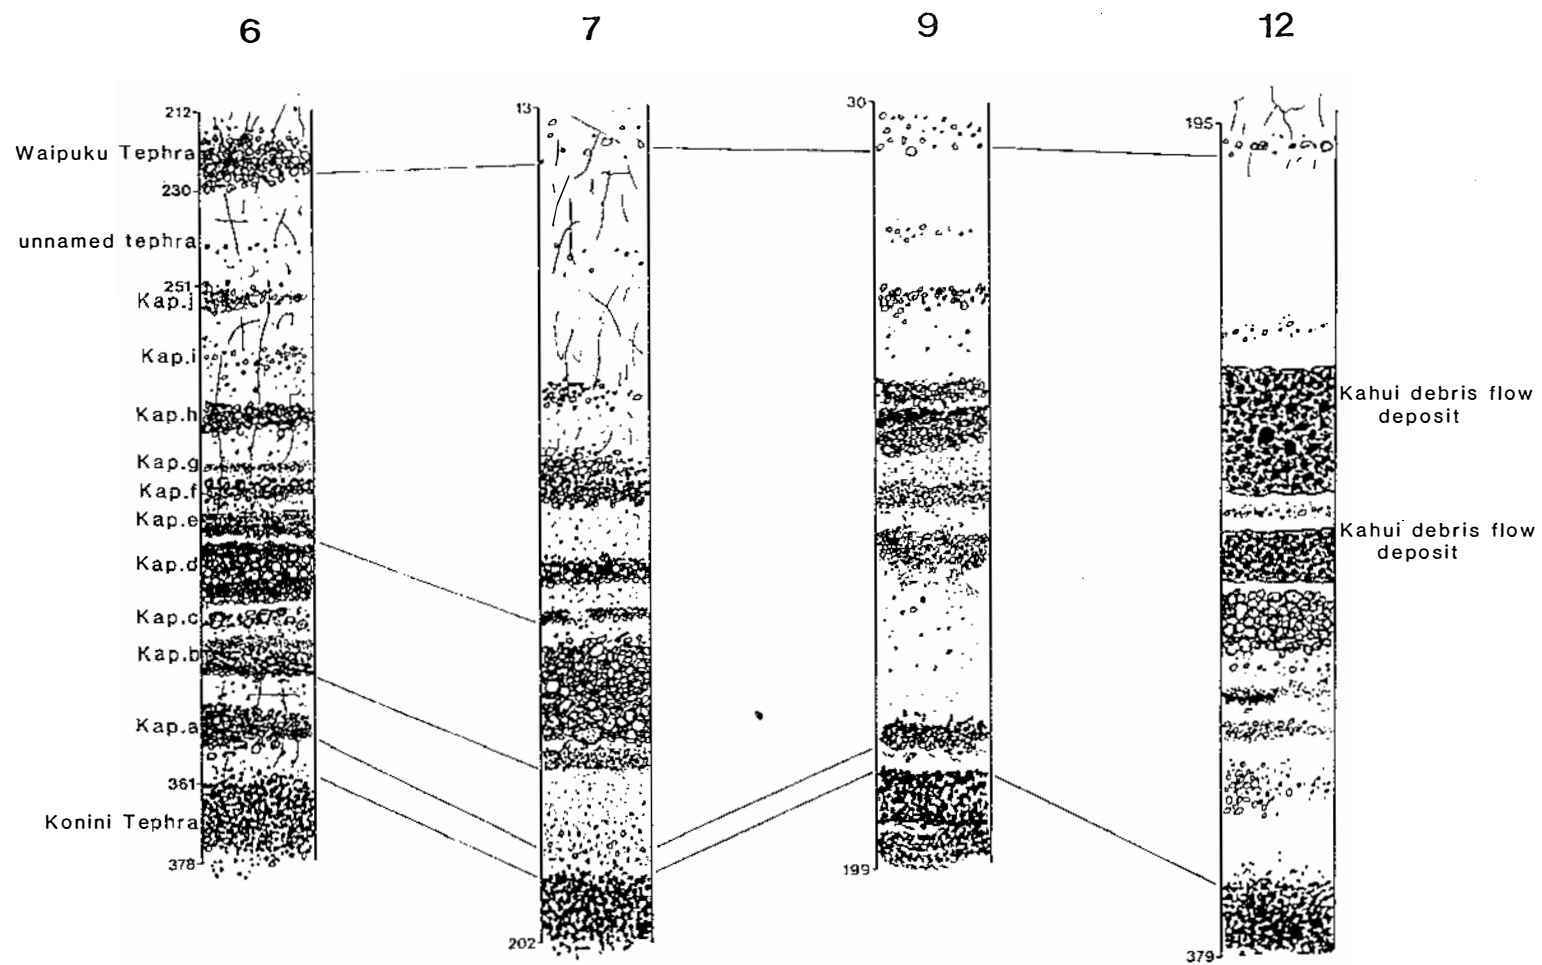 6 7 9 12
212 13 30 195
Waipuku Tephra
230
unnamed tephra
251
Kap.j
Kap.i
Kahui debris flow
deposit
Kap.h
Kap.g
Kap.f
Kap.e
Kahui debris flow
deposit
Kap.d
Kap.c
Kap.b
Kap.a
361
Konini Tephra
378
199
202
379